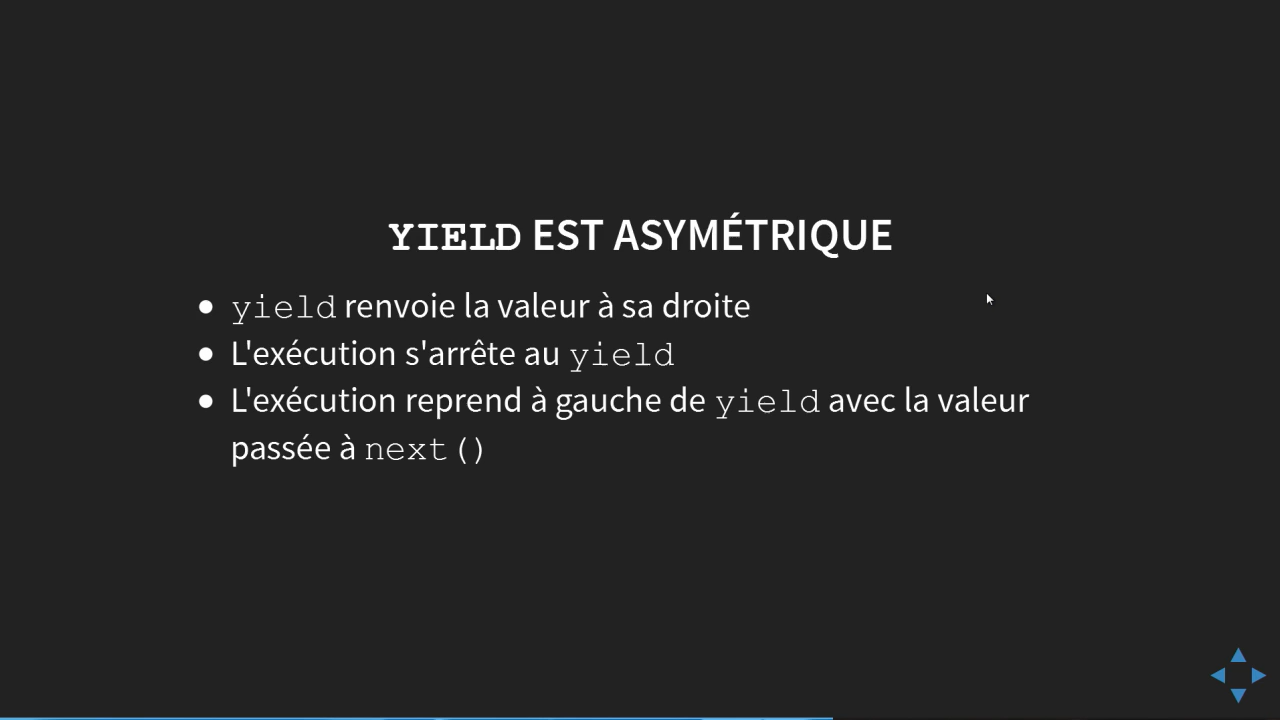 YIELD EST ASYMÉTRIQUE
• yield renvoie la valeur à sa droite
• L'exécution s'arrête au yield
• L'exécution reprend à gauche de yield avec la valeur
passée à next()